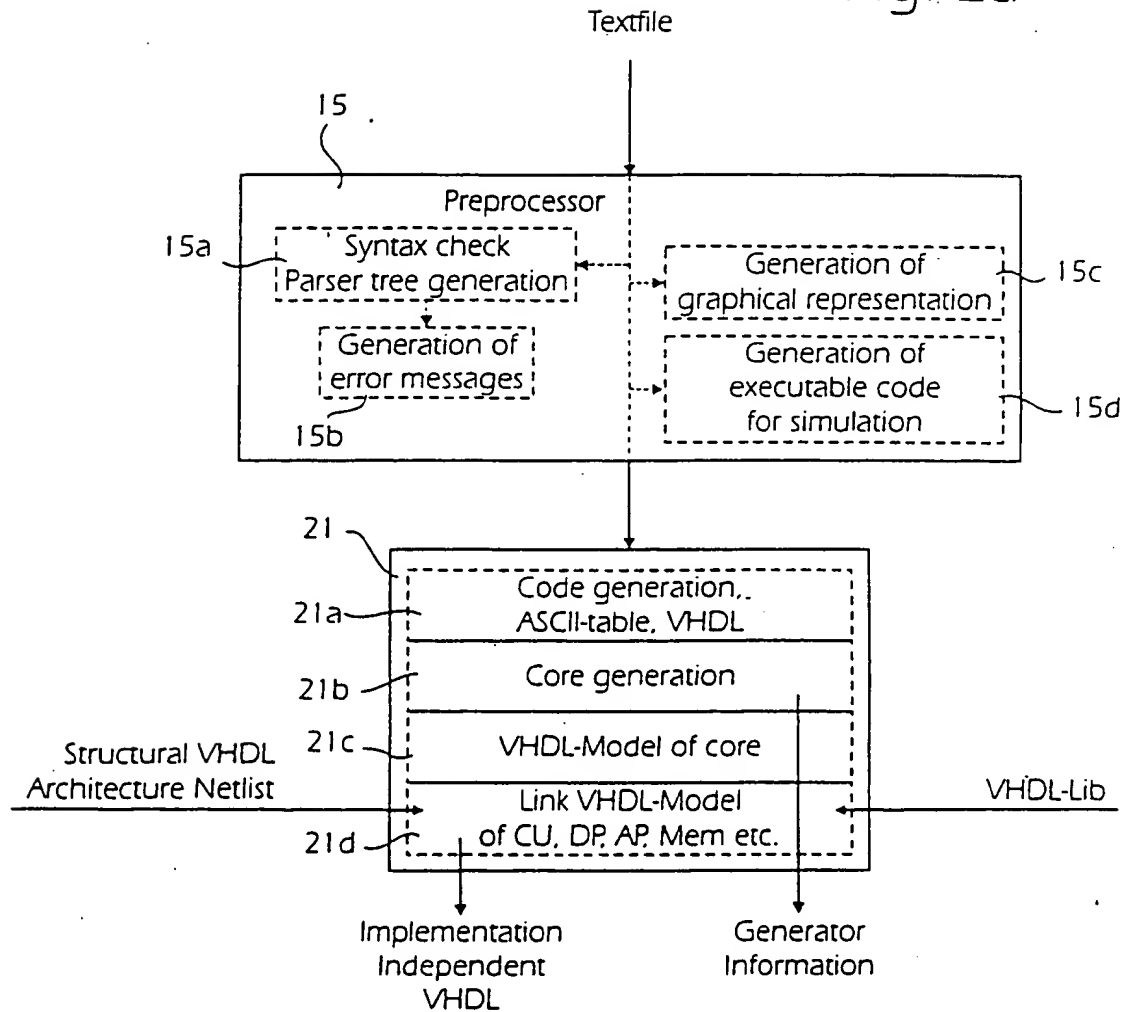 Textfile
15
Preprocessor
15a
Syntax check
Parser tree generation
Generation of
graphical representation
15c
Generation of
error messages
15b
Generation of
executable code
for simulation
15d
21
21a
Code generation,
ASCII-table, VHDL
21b
Core generation
21c
VHDL-Model of core
Structural VHDL
Architecture Netlist
Link VHDL-Model
of CU, DP, AP, Mem etc.
21d
VHDL-Lib
Implementation
Independent
VHDL
Generator
Information